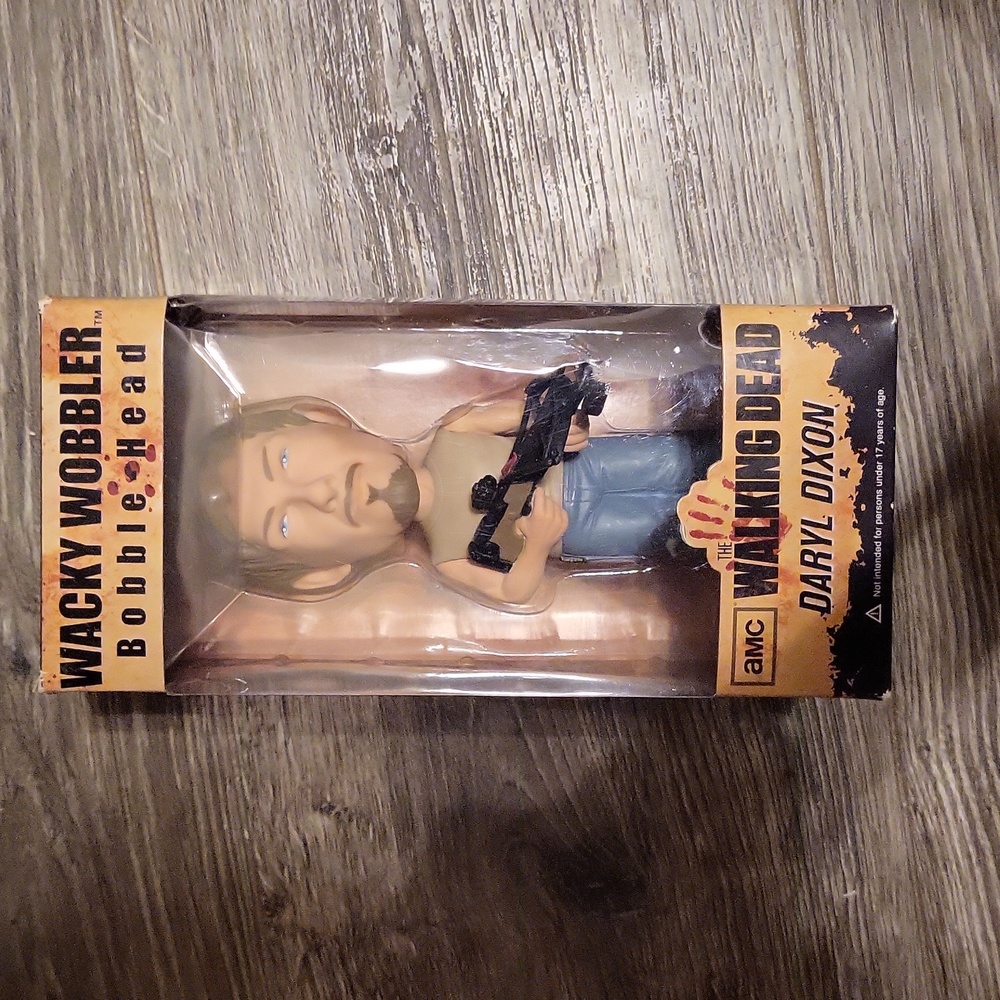 WACKY WOBBLER™
Bobble-Head
THE
WALKING DEAD
aMC
DARYL DIXON
⚠ Not intended for persons under 17 years of age.